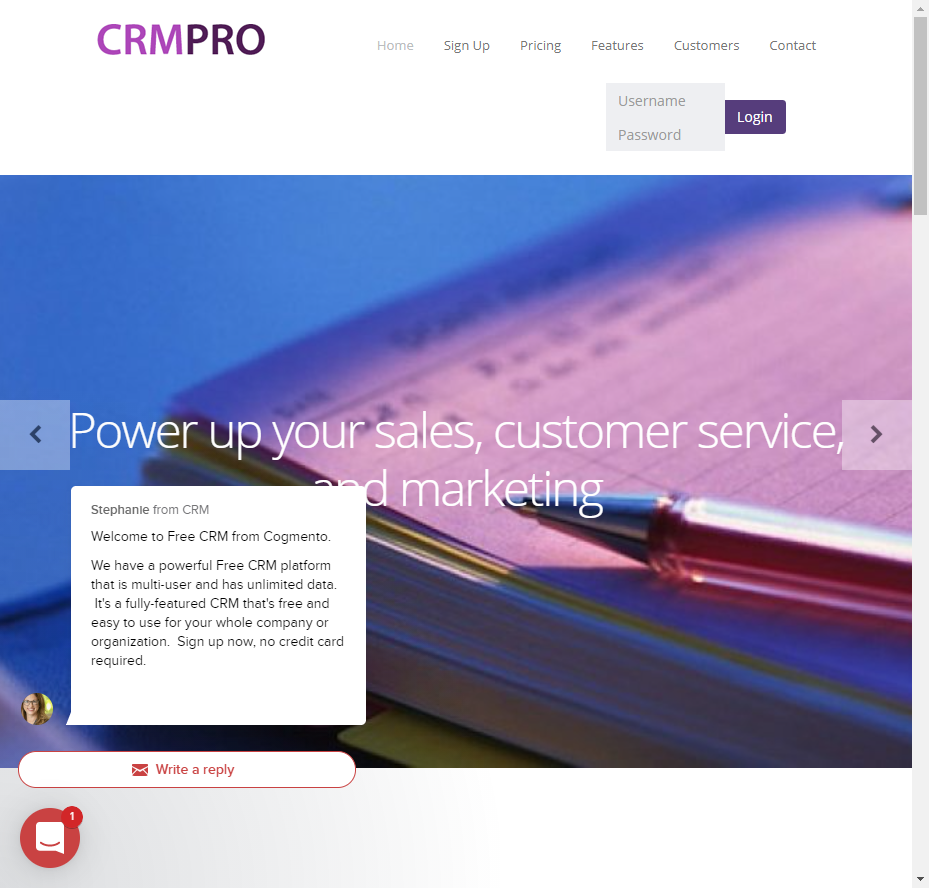 CRMPRO
Home Sign Up Pricing Features Customers Contact
Username
Login
Password
Power up your sales, customer service,
and marketing
Stephanie from CRM
Welcome to Free CRM from Cogmento.
We have a powerful Free CRM platform
that is multi-user and has unlimited data.
It's a fully-featured CRM that's free and
easy to use for your whole company or
organization. Sign up now, no credit card
required.
Write a reply
1